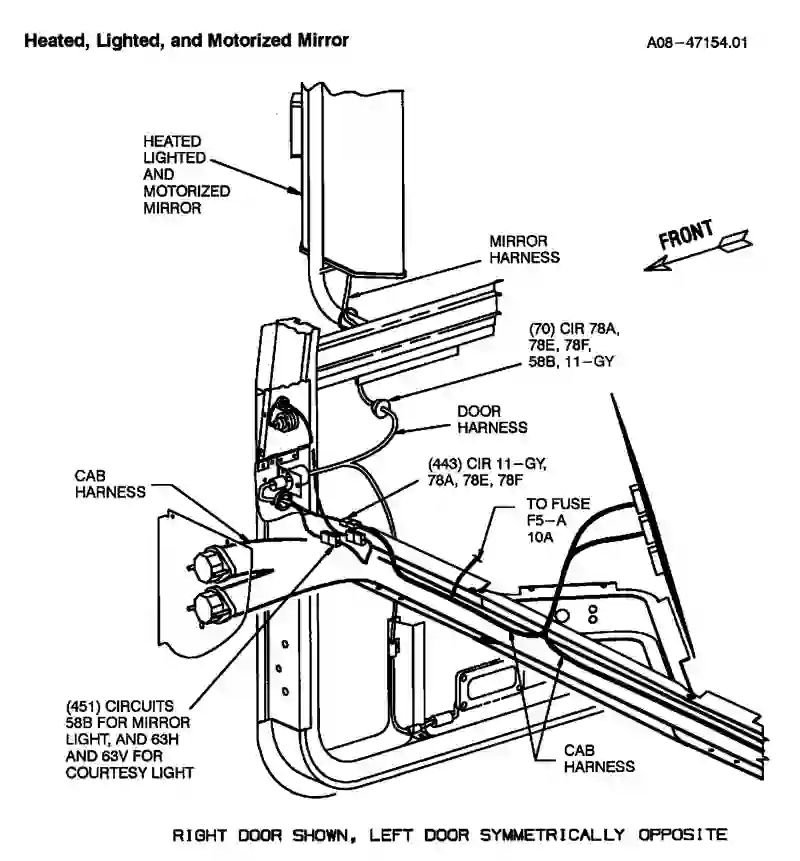 Heated, Lighted, and Motorized Mirror
A08-47154.01
HEATED
LIGHTED
AND
MOTORIZED
MIRROR
MIRROR
HARNESS
FRONT
(70) CIR 78A,
78E, 78F,
58B, 11-GY
DOOR
HARNESS
(443) CIR 11-GY,
78A, 78E, 78F
CAB
HARNESS
TO FUSE
F5-A
10A
(451) CIRCUITS
58B FOR MIRROR
LIGHT, AND 63H
AND 63V FOR
COURTESY LIGHT
CAB
HARNESS
RIGHT DOOR SHOWN, LEFT DOOR SYMMETRICALLY OPPOSITE